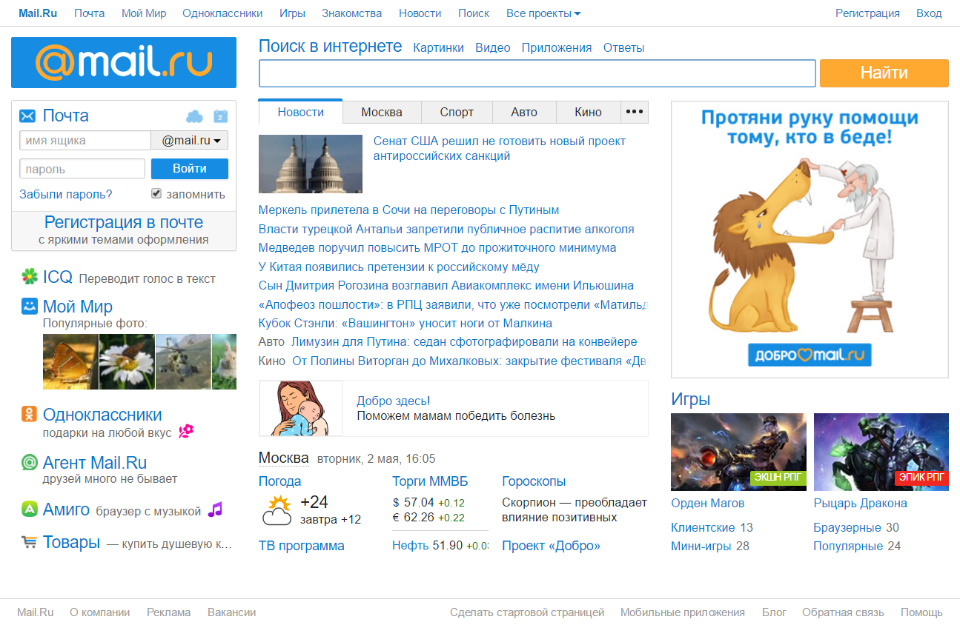 Mail.Ru Почта Мой Мир Одноклассники Игры Знакомства Новости Поиск Все проекты Регистрация Вход
@mail.ru
Поиск в интернете Картинки Видео Приложения Ответы
Найти
Почта 2
имя ящика @mail.ru
пароль Войти
Забыли пароль? запомнить
Регистрация в почте
с яркими темами оформления
ICQ Переводит голос в текст
Мой Мир
Популярные фото:
Одноклассники
подарки на любой вкус
Агент Mail.Ru
друзей много не бывает
Амиго браузер с музыкой
Товары — купить душевую к...
Новости Москва Спорт Авто Кино •••
Сенат США решил не готовить новый проект
антироссийских санкций
Меркель прилетела в Сочи на переговоры с Путиным
Власти турецкой Антальи запретили публичное распитие алкоголя
Медведев поручил повысить МРОТ до прожиточного минимума
У Китая появились претензии к российскому мёду
Сын Дмитрия Рогозина возглавил Авиакомплекс имени Ильюшина
«Апофеоз пошлости»: в РПЦ заявили, что уже посмотрели «Матильд
Кубок Стэнли: «Вашингтон» уносит ноги от Малкина
Авто Лимузин для Путина: седан сфотографировали на конвейере
Кино От Полины Виторган до Михалковых: закрытие фестиваля «Дв
Добро здесь!
Поможем мамам победить болезнь
Москва вторник, 2 мая, 16:05
Погода
+24
завтра +12
ТВ программа
Торги ММВБ
$ 57.04 +0.12
€ 62.26 +0.22
Нефть 51.90 +0.0
Гороскопы
Скорпион — преобладает
влияние позитивных
Проект «Добро»
Протяни руку помощи
тому, кто в беде!
ДОБРО mail.ru
Игры
ЭКШН РПГ
ЭПИК РПГ
Орден Магов Рыцарь Дракона
Клиентские 13 Браузерные 30
Мини-игры 28 Популярные 24
Mail.Ru О компании Реклама Вакансии Сделать стартовой страницей Мобильные приложения Блог Обратная связь Помощь